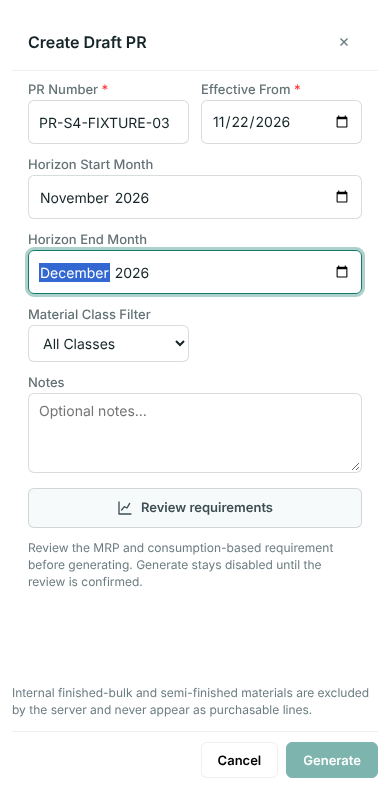 Create Draft PR ×
PR Number * Effective From *
PR-S4-FIXTURE-03 11/22/2026
Horizon Start Month
November 2026
Horizon End Month
December 2026
Material Class Filter
All Classes
Notes
Optional notes...
Review requirements
Review the MRP and consumption-based requirement
before generating. Generate stays disabled until the
review is confirmed.
Internal finished-bulk and semi-finished materials are excluded
by the server and never appear as purchasable lines.
Cancel Generate